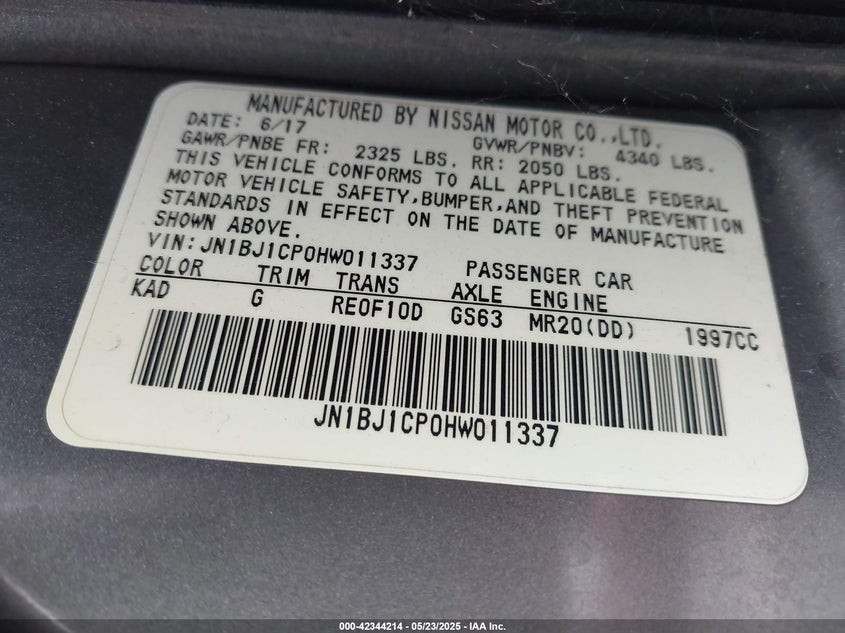 MANUFACTURED BY NISSAN MOTOR CO.,LTD.
DATE: 6/17 GVWR/PNBV: 4340 LBS.
GAWR/PNBE FR: 2325 LBS. RR: 2050 LBS.
THIS VEHICLE CONFORMS TO ALL APPLICABLE FEDERAL
MOTOR VEHICLE SAFETY,BUMPER,AND THEFT PREVENTION
STANDARDS IN EFFECT ON THE DATE OF MANUFACTURE
SHOWN ABOVE.
VIN:JN1BJ1CP0HW011337 PASSENGER CAR
COLOR TRIM TRANS AXLE ENGINE
KAD G RE0F10D GS63 MR20(DD) 1997CC
JN1BJ1CP0HW011337
000-42344214 - 05/23/2025 - IAA Inc.